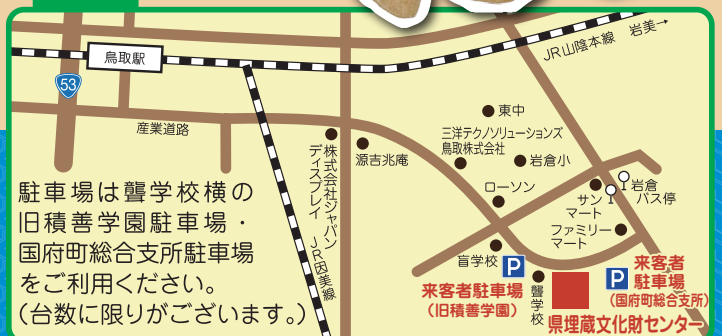 鳥取駅
53
JR山陰本線　岩美→
産業道路
東中
三洋テクノソリューションズ
鳥取株式会社
岩倉小
源吉兆庵
株式会社ジャパン
ディスプレイ
JR因美線
ローソン
サン
マート
岩倉
バス停
ファミリー
マート
盲学校
P
聾学校
来客者駐車場
(旧積善学園)
P
来客者
駐車場
(国府町総合支所)
県埋蔵文化財センター
駐車場は聾学校横の
旧積善学園駐車場・
国府町総合支所駐車場
をご利用ください。
(台数に限りがございます。)